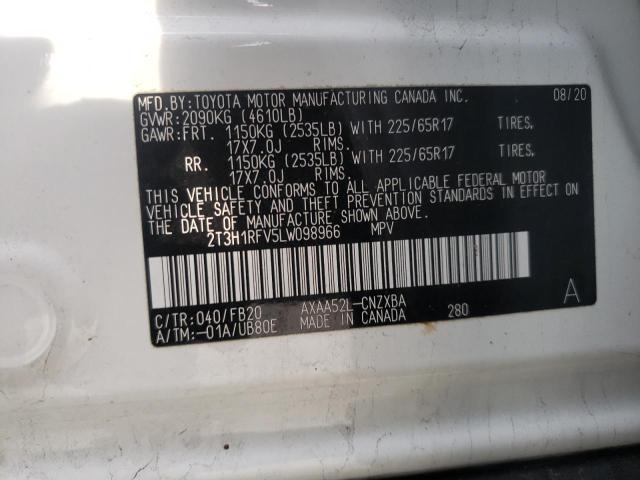 MFD.BY:TOYOTA MOTOR MANUFACTURING CANADA INC. 08/20
GVWR:2090KG (4610LB)
GAWR:FRT. 1150KG (2535LB) WITH 225/65R17 TIRES,
17X7.0J RIMS.
RR. 1150KG (2535LB) WITH 225/65R17 TIRES,
17X7.0J RIMS.
THIS VEHICLE CONFORMS TO ALL APPLICABLE FEDERAL MOTOR
VEHICLE SAFETY AND THEFT PREVENTION STANDARDS IN EFFECT ON
THE DATE OF MANUFACTURE SHOWN ABOVE.
2T3H1RFV5LW098966 MPV
C/TR:040/FB20 AXAA52L-CNZXBA 280 A
A/TM:-01A/UB80E MADE IN CANADA